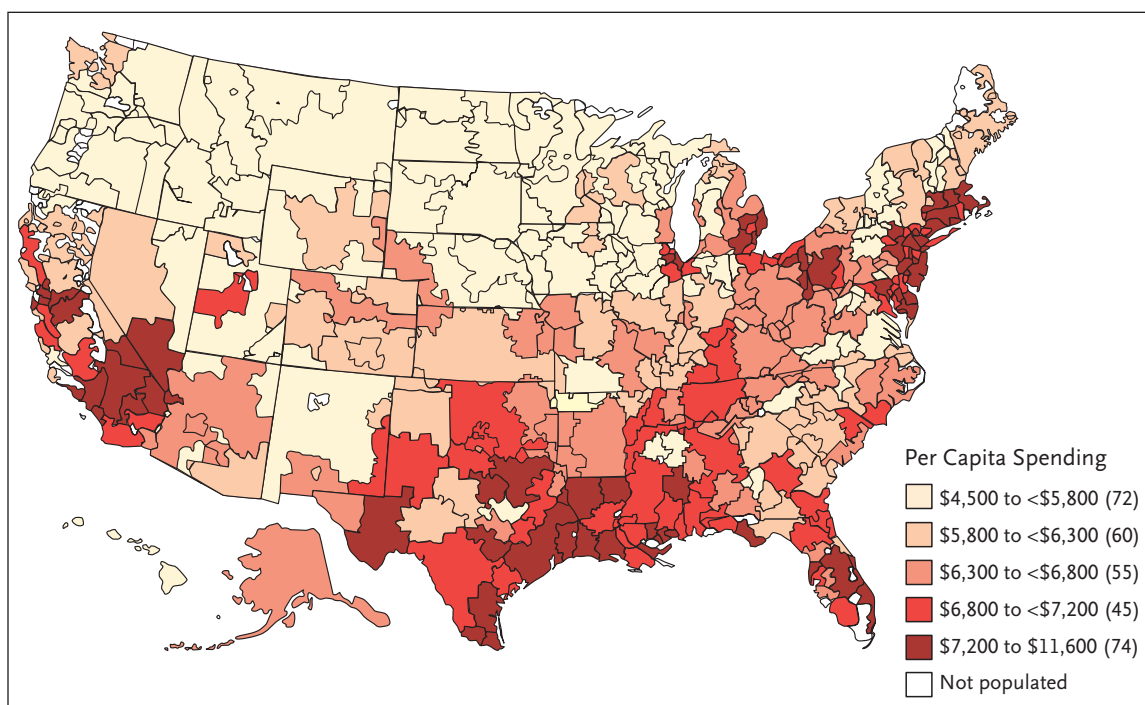 Per Capita Spending
$4,500 to <$5,800 (72)
$5,800 to <$6,300 (60)
$6,300 to <$6,800 (55)
$6,800 to <$7,200 (45)
$7,200 to $11,600 (74)
Not populated